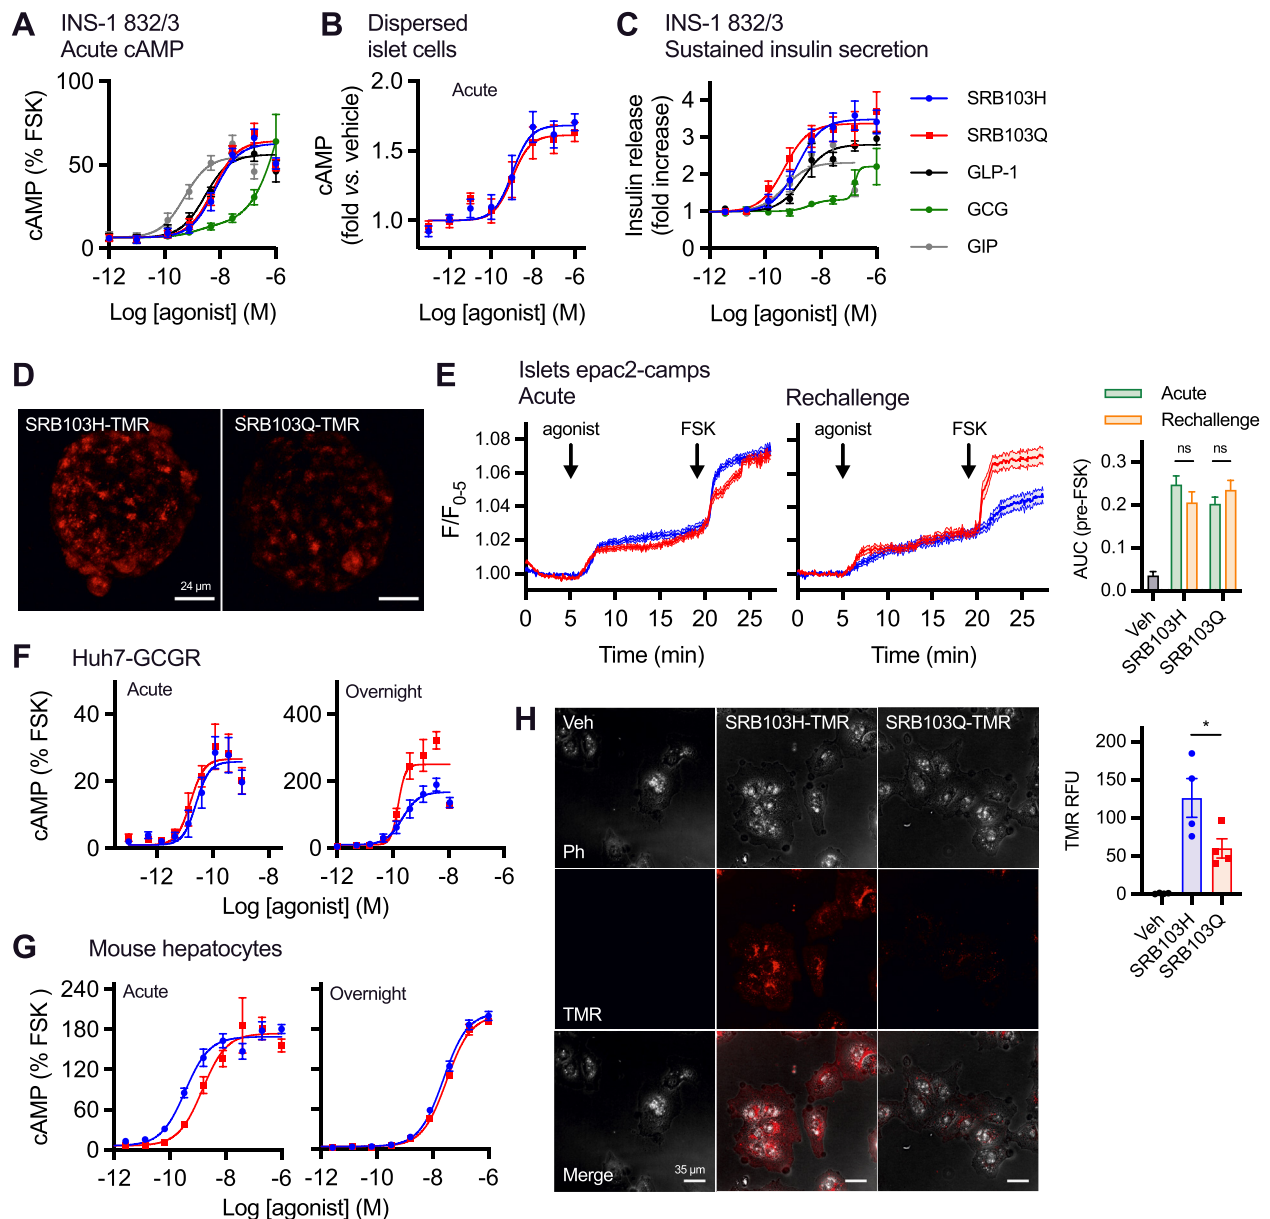 A
INS-1 832/3
Acute cAMP
100
50
0
cAMP (% FSK)
-12
-10
-8
-6
Log [agonist] (M)
B
Dispersed
islet cells
Acute
2.0
1.5
1.0
cAMP
(fold vs. vehicle)
-12
-10
-8
-6
Log [agonist] (M)
C
INS-1 832/3
Sustained insulin secretion
4
3
2
1
0
Insulin release
(fold increase)
-12
-10
-8
-6
Log [agonist] (M)
SRB103H
SRB103Q
GLP-1
GCG
GIP
D
SRB103H-TMR
SRB103Q-TMR
24 µm
E
Islets epac2-camps
Acute
Rechallenge
agonist
FSK
agonist
FSK
1.08
1.06
1.04
1.02
1.00
F/F0-5
0
5
10
15
20
25
Time (min)
0
5
10
15
20
25
Time (min)
Acute
Rechallenge
ns
ns
0.3
0.2
0.1
0.0
AUC (pre-FSK)
Veh
SRB103H
SRB103Q
F
Huh7-GCGR
Acute
40
20
0
cAMP (% FSK)
-12
-10
-8
Overnight
400
200
0
-12
-10
-8
-6
Log [agonist] (M)
G
Mouse hepatocytes
Acute
240
180
120
60
0
cAMP (% FSK )
-12
-10
-8
-6
Overnight
-12
-10
-8
-6
Log [agonist] (M)
H
Veh
SRB103H-TMR
SRB103Q-TMR
Ph
TMR
Merge
35 µm
*
200
150
100
50
0
TMR RFU
Veh
SRB103H
SRB103Q